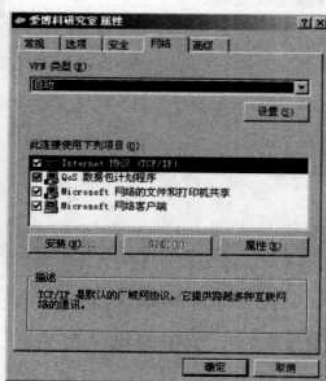 爱博科研究室 属性
常规 选项 安全 网络 高级
VPN 类型(E):
自动
设置(S)
此连接使用下列项目(O):
Internet 协议 (TCP/IP)
QoS 数据包计划程序
Microsoft 网络的文件和打印机共享
Microsoft 网络客户端
安装(N)... 属性(R)
描述
TCP/IP 是默认的广域网协议。它提供跨越多种互联网
络的通讯。
确定 取消